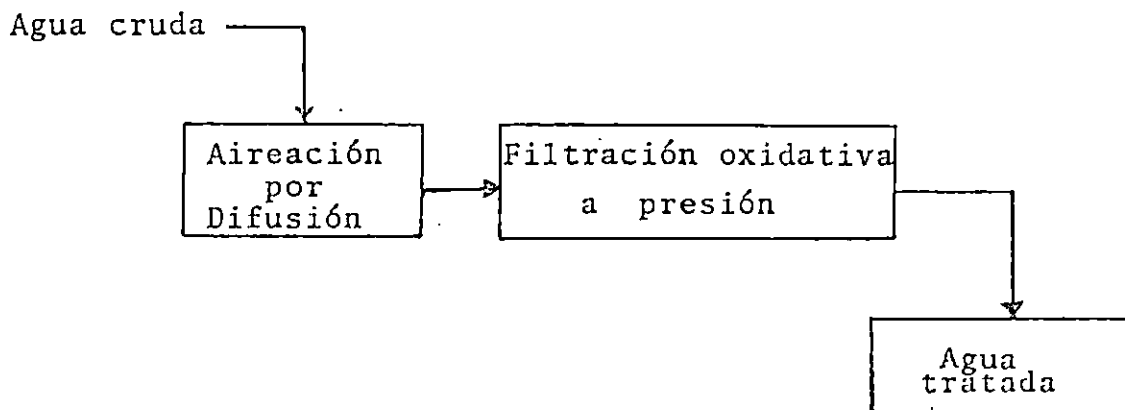 Agua cruda
Aireación
por
Difusión
Filtración oxidativa
a presión
Agua
tratada